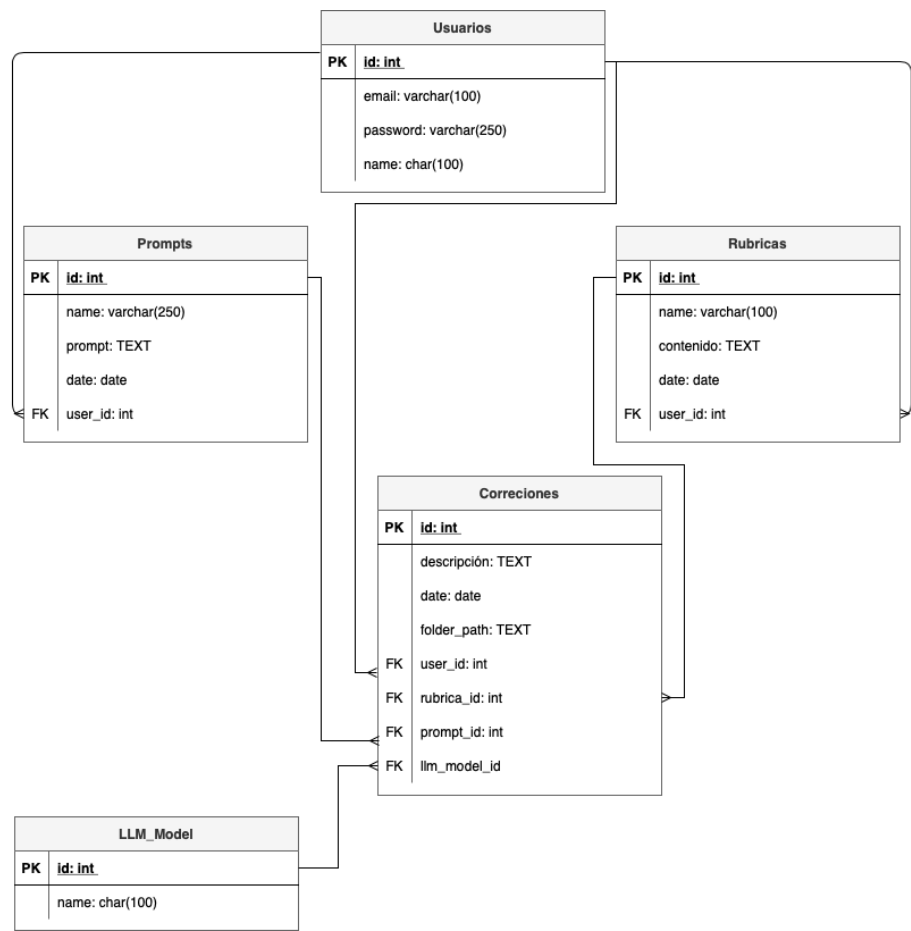 Usuarios
PK id: int
email: varchar(100)
password: varchar(250)
name: char(100)
Prompts
PK id: int
name: varchar(250)
prompt: TEXT
date: date
FK user_id: int
Rubricas
PK id: int
name: varchar(100)
contenido: TEXT
date: date
FK user_id: int
Correciones
PK id: int
descripción: TEXT
date: date
folder_path: TEXT
FK user_id: int
FK rubrica_id: int
FK prompt_id: int
FK llm_model_id
LLM_Model
PK id: int
name: char(100)